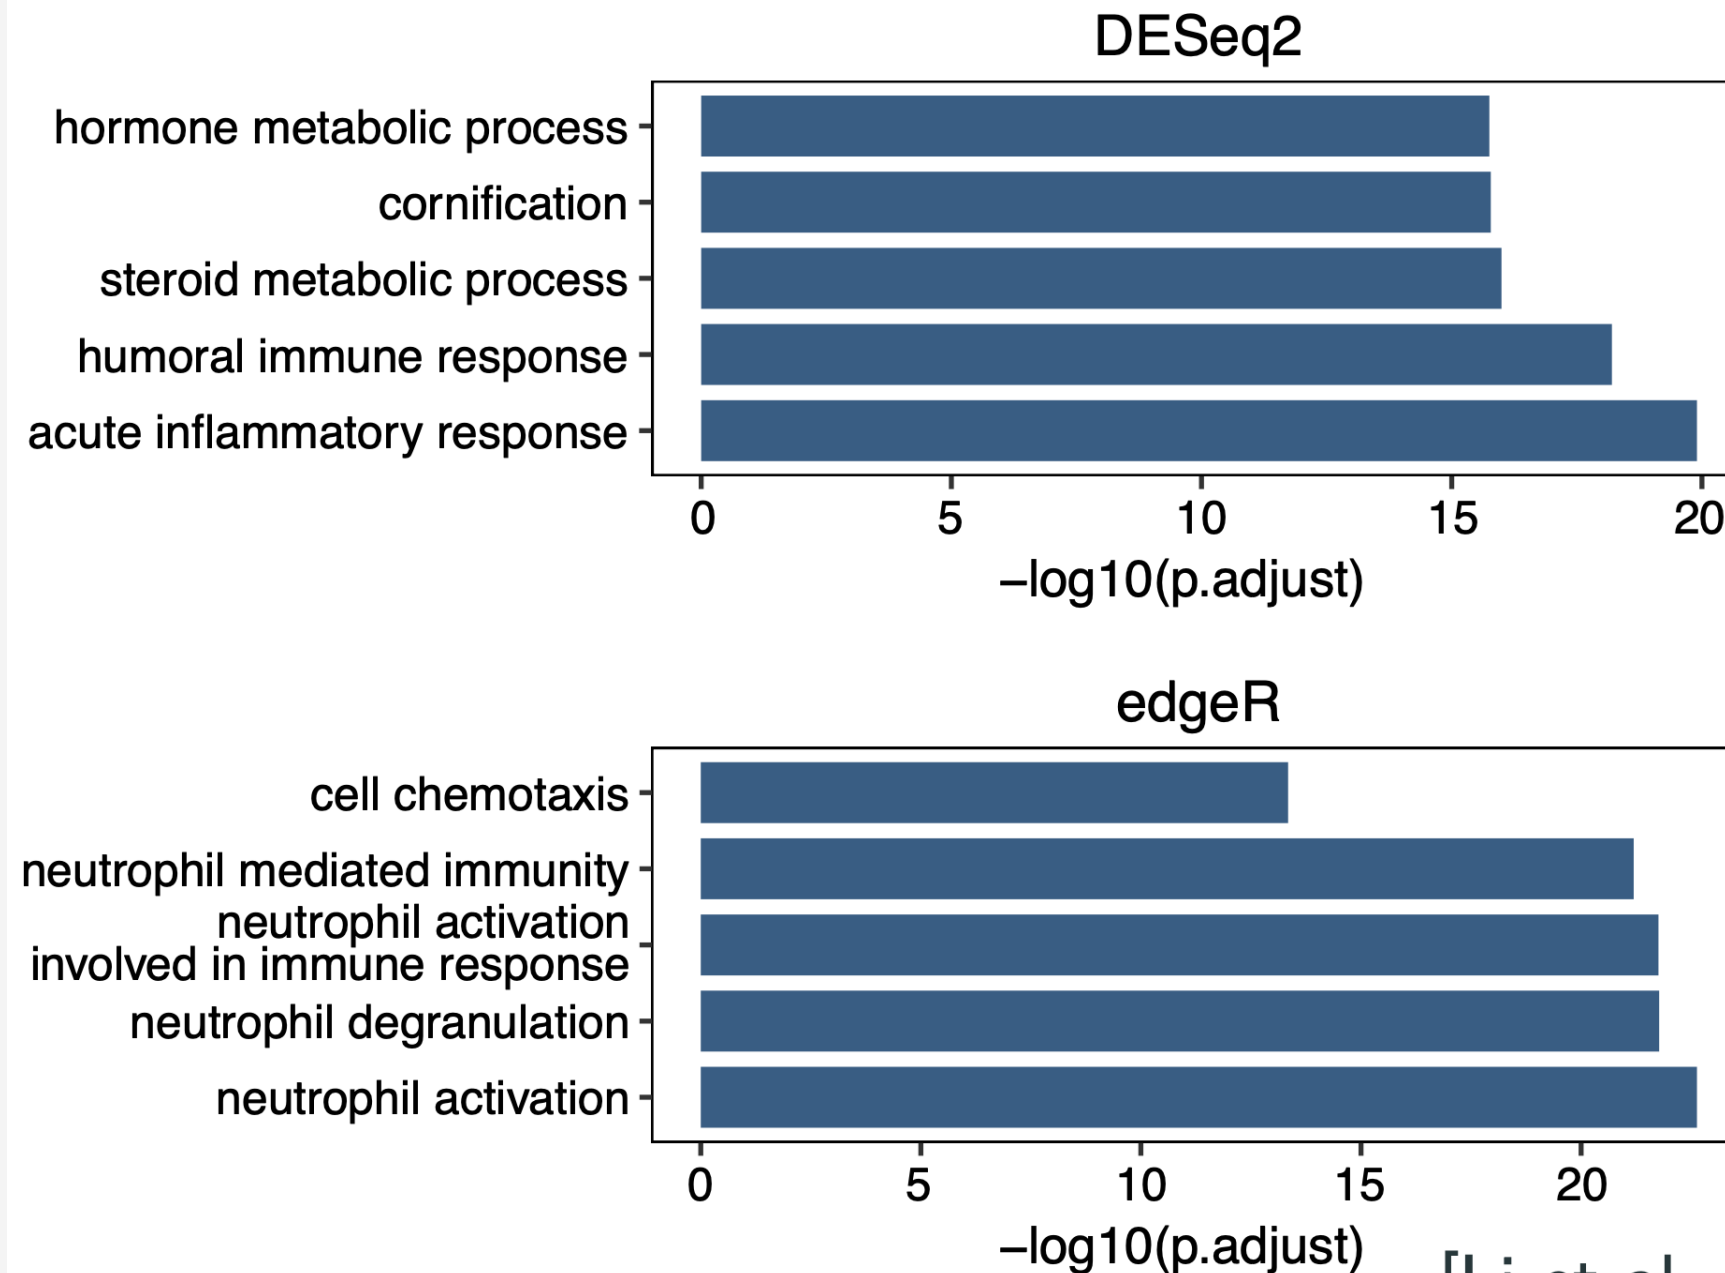 DESeq2
hormone metabolic process
cornification
steroid metabolic process
humoral immune response
acute inflammatory response
0 5 10 15 20
−log10(p.adjust)
edgeR
cell chemotaxis
neutrophil mediated immunity
neutrophil activation
involved in immune response
neutrophil degranulation
neutrophil activation
0 5 10 15 20
−log10(p.adjust)